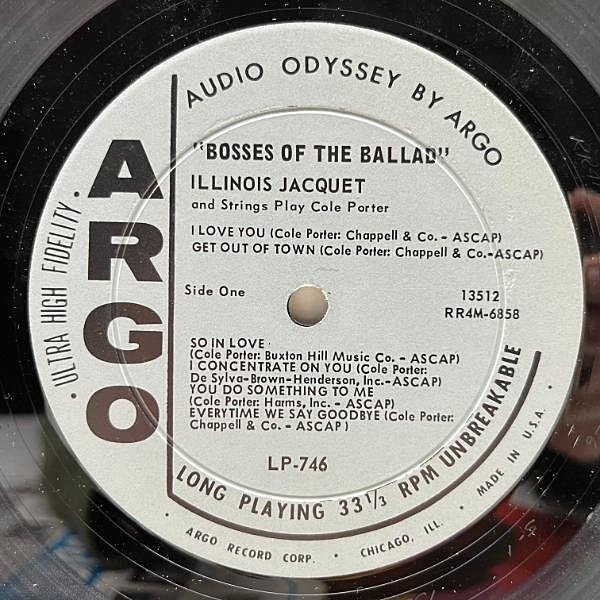 AUDIO ODYSSEY BY ARGO
ARGO
· ULTRA HIGH FIDELITY ·
"BOSSES OF THE BALLAD"
ILLINOIS JACQUET
and Strings Play Cole Porter
I LOVE YOU (Cole Porter: Chappell & Co. - ASCAP)
GET OUT OF TOWN (Cole Porter: Chappell & Co.-ASCAP)
Side One
13512
RR4M-6858
SO IN LOVE
(Cole Porter: Buxton Hill Music Co. - ASCAP)
I CONCENTRATE ON YOU (Cole Porter:
De Sylva-Brown-Henderson, Inc.-ASCAP)
YOU DO SOMETHING TO ME
(Cole Porter: Harms, Inc. - ASCAP)
EVERYTIME WE SAY GOODBYE (Cole Porter:
Chappell & Co. - ASCAP )
LP-746
LONG PLAYING 33 1/3 RPM UNBREAKABLE
· ARGO RECORD CORP. · CHICAGO, ILL. · MADE IN U.S.A. ·